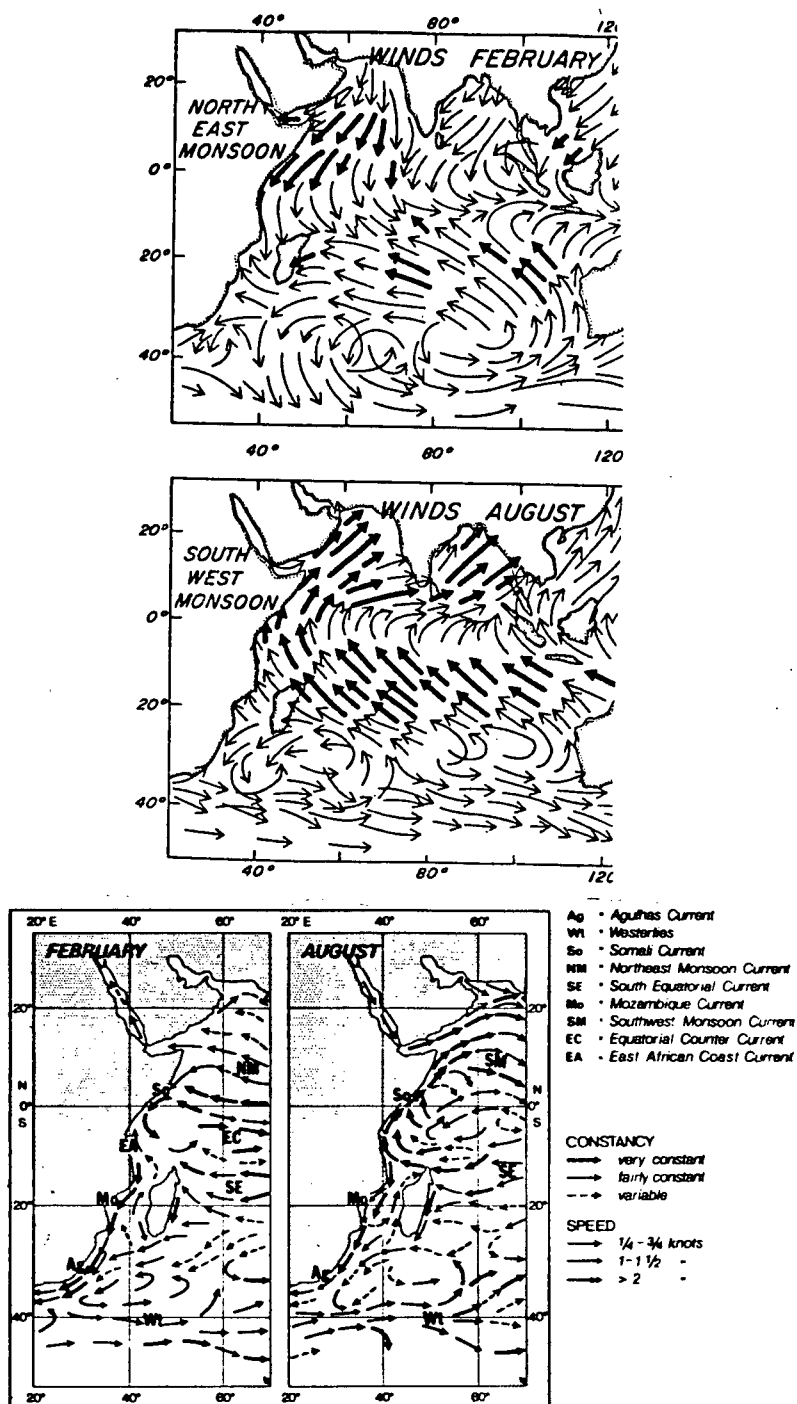 40° 80° 120
WINDS FEBRUARY
20°
NORTH
EAST
MONSOON
0°
20°
40°
40° 80° 120
WINDS AUGUST
20°
SOUTH
WEST
MONSOON
0°
20°
40°
40° 80° 120
20° E 40° 60°
FEBRUARY
20°
NM
So
N
0°
S
EA
EC
SE
Mo
20°
Ag
40°
Wt
20° 40° 60°
20° E 40° 60°
AUGUST
20°
SM
So
N
0°
S
SE
Mo
20°
Ag
40°
Wt
20° 40° 60°
Ag • Agulhas Current
Wt • Westerlies
So • Somali Current
NM • Northeast Monsoon Current
SE • South Equatorial Current
Mo • Mozambique Current
SM • Southwest Monsoon Current
EC • Equatorial Counter Current
EA • East African Coast Current
CONSTANCY
very constant
fairly constant
variable
SPEED
¼ - ¾ knots
1 - 1 ½ "
> 2 "